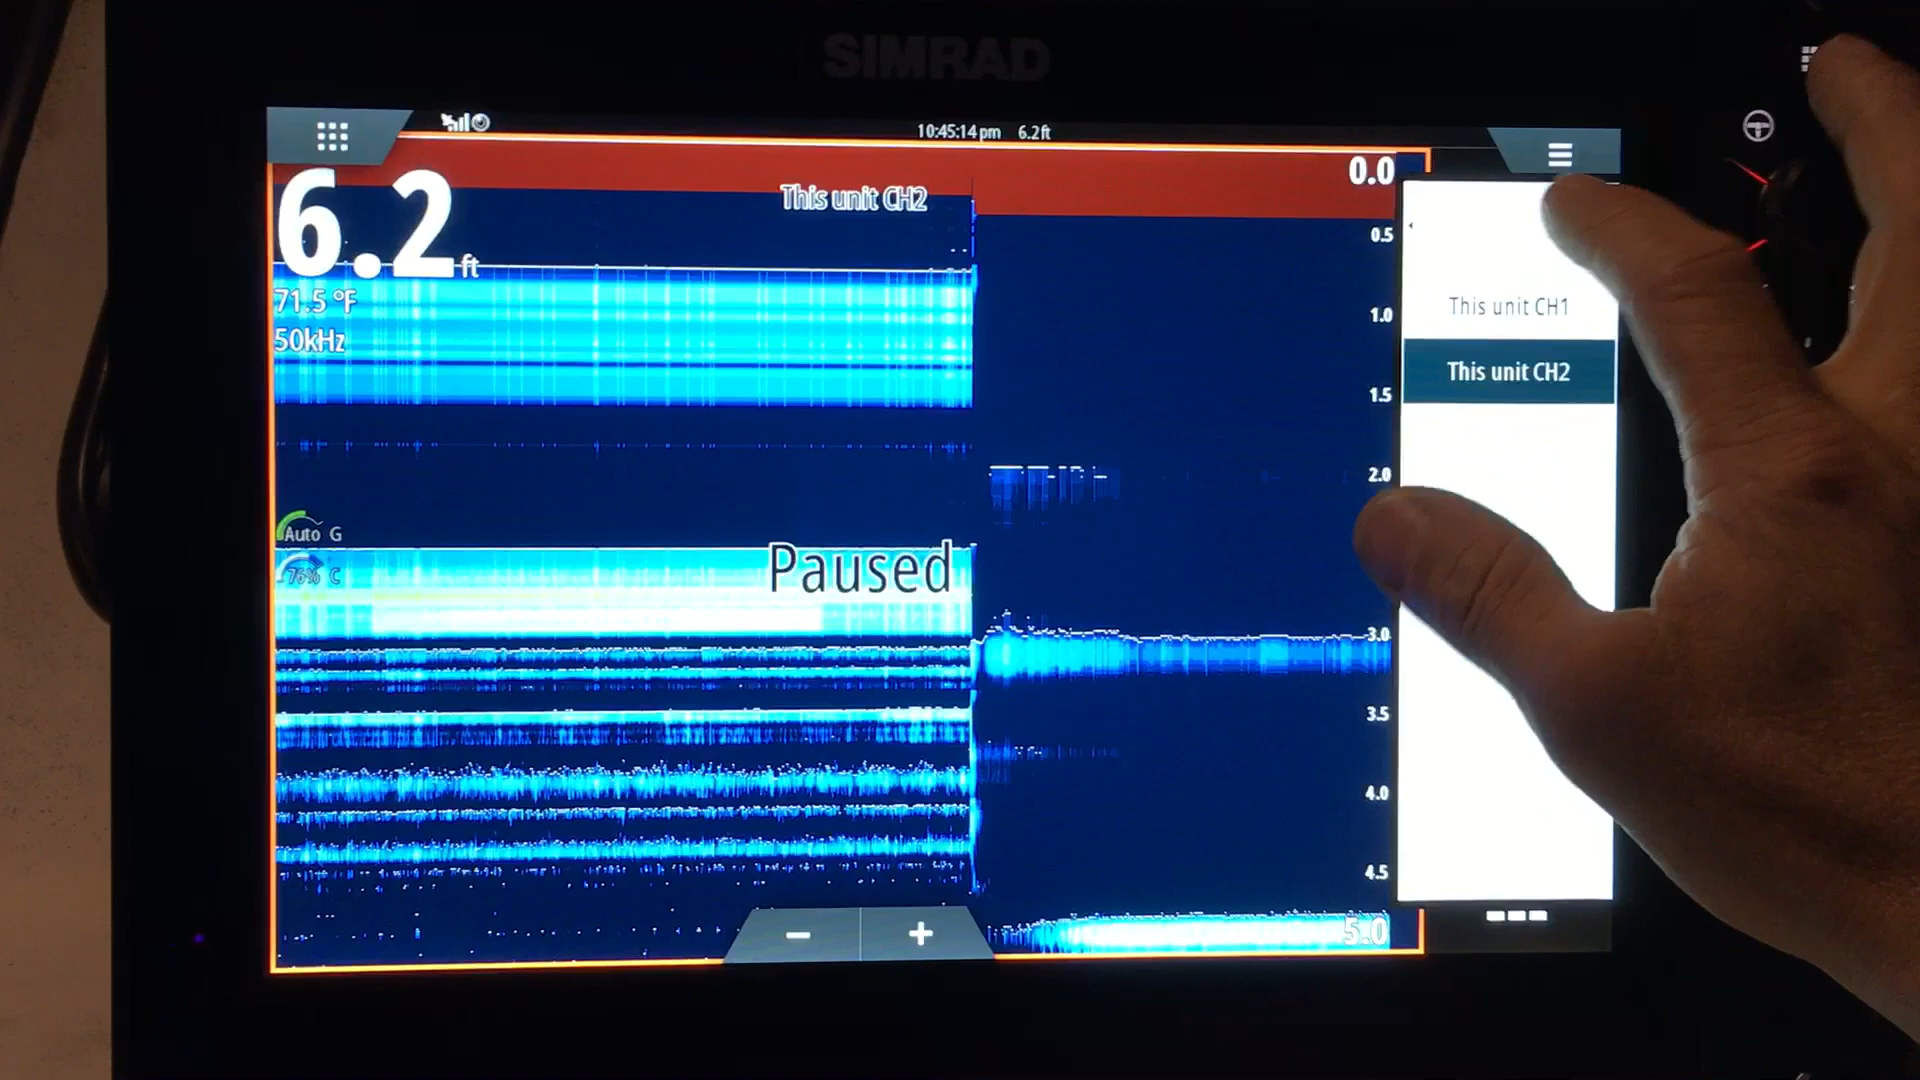 SIMRAD
10:45:14 pm 6.2ft
6.2 ft
71.5 °F
50kHz
This unit CH2
0.0
0.5
1.0
1.5
2.0
3.0
3.5
4.0
4.5
5.0
Auto G
76% C
Paused
− +
This unit CH1
This unit CH2